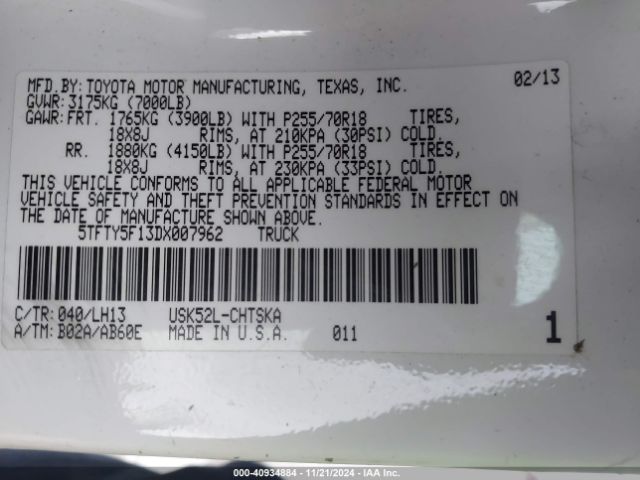 MFD.BY:TOYOTA MOTOR MANUFACTURING, TEXAS, INC. 02/13
GVWR:3175KG (7000LB)
GAWR:FRT. 1765KG (3900LB) WITH P255/70R18 TIRES,
18X8J RIMS, AT 210KPA (30PSI) COLD.
RR. 1880KG (4150LB) WITH P255/70R18 TIRES,
18X8J RIMS, AT 230KPA (33PSI) COLD.
THIS VEHICLE CONFORMS TO ALL APPLICABLE FEDERAL MOTOR
VEHICLE SAFETY AND THEFT PREVENTION STANDARDS IN EFFECT ON
THE DATE OF MANUFACTURE SHOWN ABOVE.
5TFTY5F13DX007962 TRUCK
C/TR:040/LH13 USK52L-CHTSKA
A/TM:B02A/AB60E MADE IN U.S.A. 011 1
000-40934884 - 11/21/2024 - IAA Inc.